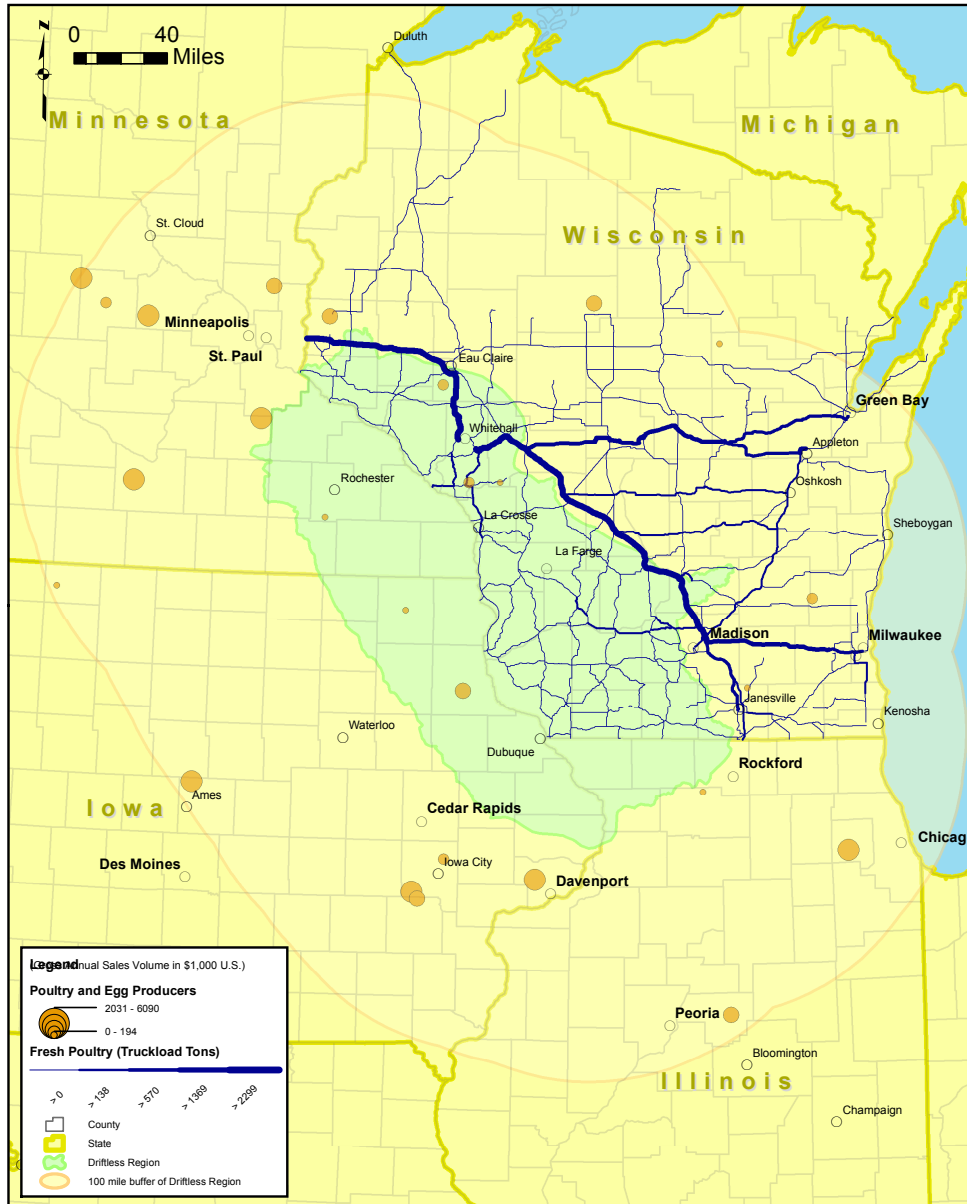 Z
0 40
Miles
Duluth
Minnesota
Michigan
St. Cloud
Wisconsin
Minneapolis
St. Paul
Eau Claire
Green Bay
Whitehall
Appleton
Rochester
Oshkosh
La Crosse
Sheboygan
La Farge
Madison
Milwaukee
Janesville
Kenosha
Waterloo
Dubuque
Rockford
Ames
Iowa
Cedar Rapids
Chicag
Des Moines
Iowa City
Davenport
Legend
Annual Sales Volume in $1,000 U.S.)
Poultry and Egg Producers
2031 - 6090
0 - 194
Fresh Poultry (Truckload Tons)
> 0 > 138 > 570 > 1369 > 2299
County
State
Driftless Region
100 mile buffer of Driftless Region
Peoria
Bloomington
Illinois
Champaign